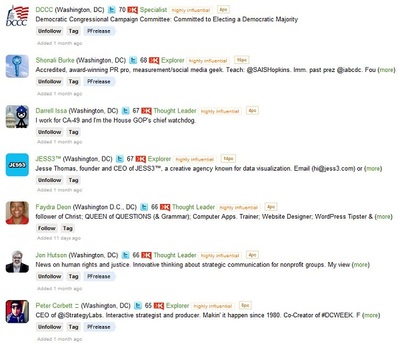 DCCC
DCCC (Washington, DC) t 70 K Specialist highly influential 4ps
Democratic Congressional Campaign Committee: Committed to Electing a Democratic Majority
Unfollow Tag PFrelease
Added 1 month ago
Shonali Burke (Washington, DC) t 68 K Explorer highly influential
Accredited, award-winning PR pro, measurement/social media geek. Teach: @SAISHopkins. Imm. past prez @iabcdc. Fou (more)
Unfollow Tag PFrelease
Added 1 month ago
Darrell Issa (Washington, DC) t 67 K Thought Leader highly influential
I work for CA-49 and I'm the House GOP's chief watchdog.
Unfollow Tag
Added 1 month ago
JESS3
JESS3™ (Washington, DC) t 67 K Explorer highly influential
Jesse Thomas, founder and CEO of JESS3™, a creative agency known for data visualization. Email (hi@jess3.com) or (more)
Unfollow Tag
Added 1 month ago
Faydra Deon (Washington D.C., DC) t 66 K Thought Leader highly influential
follower of Christ; QUEEN of QUESTIONS (& Grammar); Computer Apps. Trainer; Website Designer; WordPress Tipster & (more)
Follow Tag
Added 11 days ago
Jon Hutson (Washington, DC) t 66 K Thought Leader highly influential
News on human rights and justice. Innovative thinking about strategic communication for nonprofit groups. My view (more)
Unfollow Tag PFrelease
Added 1 month ago
Peter Corbett (Washington, DC) t 65 K Explorer highly influential
CEO of @iStrategyLabs. Interactive strategist and producer. Makin' it happen since 1980. Co-Creator of #DCWEEK. F (more)
Unfollow Tag PFrelease
Added 1 month ago